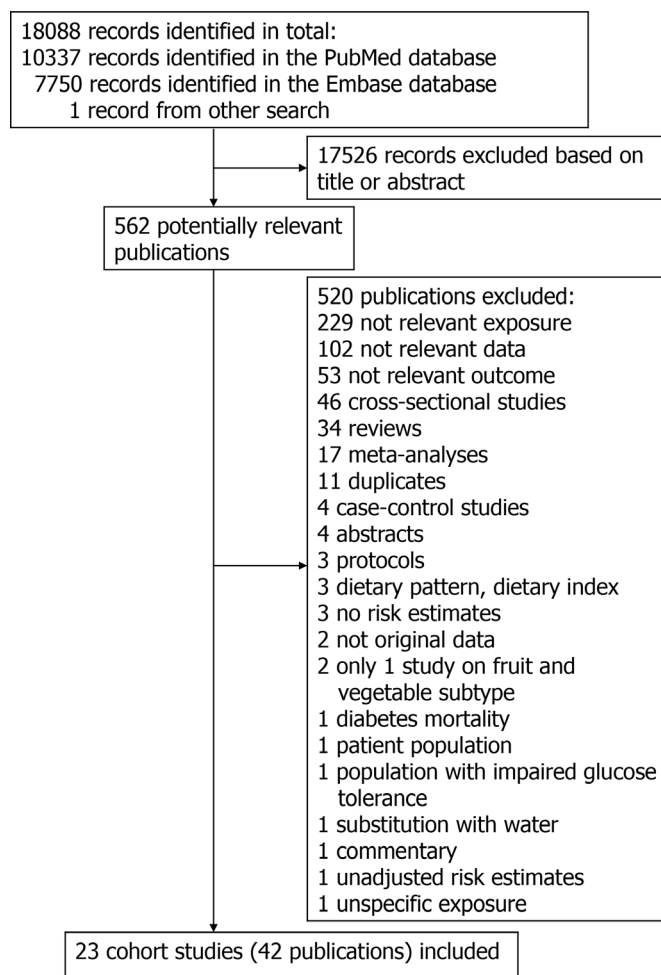 18088 records identified in total:
10337 records identified in the PubMed database
7750 records identified in the Embase database
1 record from other search
17526 records excluded based on
title or abstract
562 potentially relevant
publications
520 publications excluded:
229 not relevant exposure
102 not relevant data
53 not relevant outcome
46 cross-sectional studies
34 reviews
17 meta-analyses
11 duplicates
4 case-control studies
4 abstracts
3 protocols
3 dietary pattern, dietary index
3 no risk estimates
2 not original data
2 only 1 study on fruit and
vegetable subtype
1 diabetes mortality
1 patient population
1 population with impaired glucose
tolerance
1 substitution with water
1 commentary
1 unadjusted risk estimates
1 unspecific exposure
23 cohort studies (42 publications) included